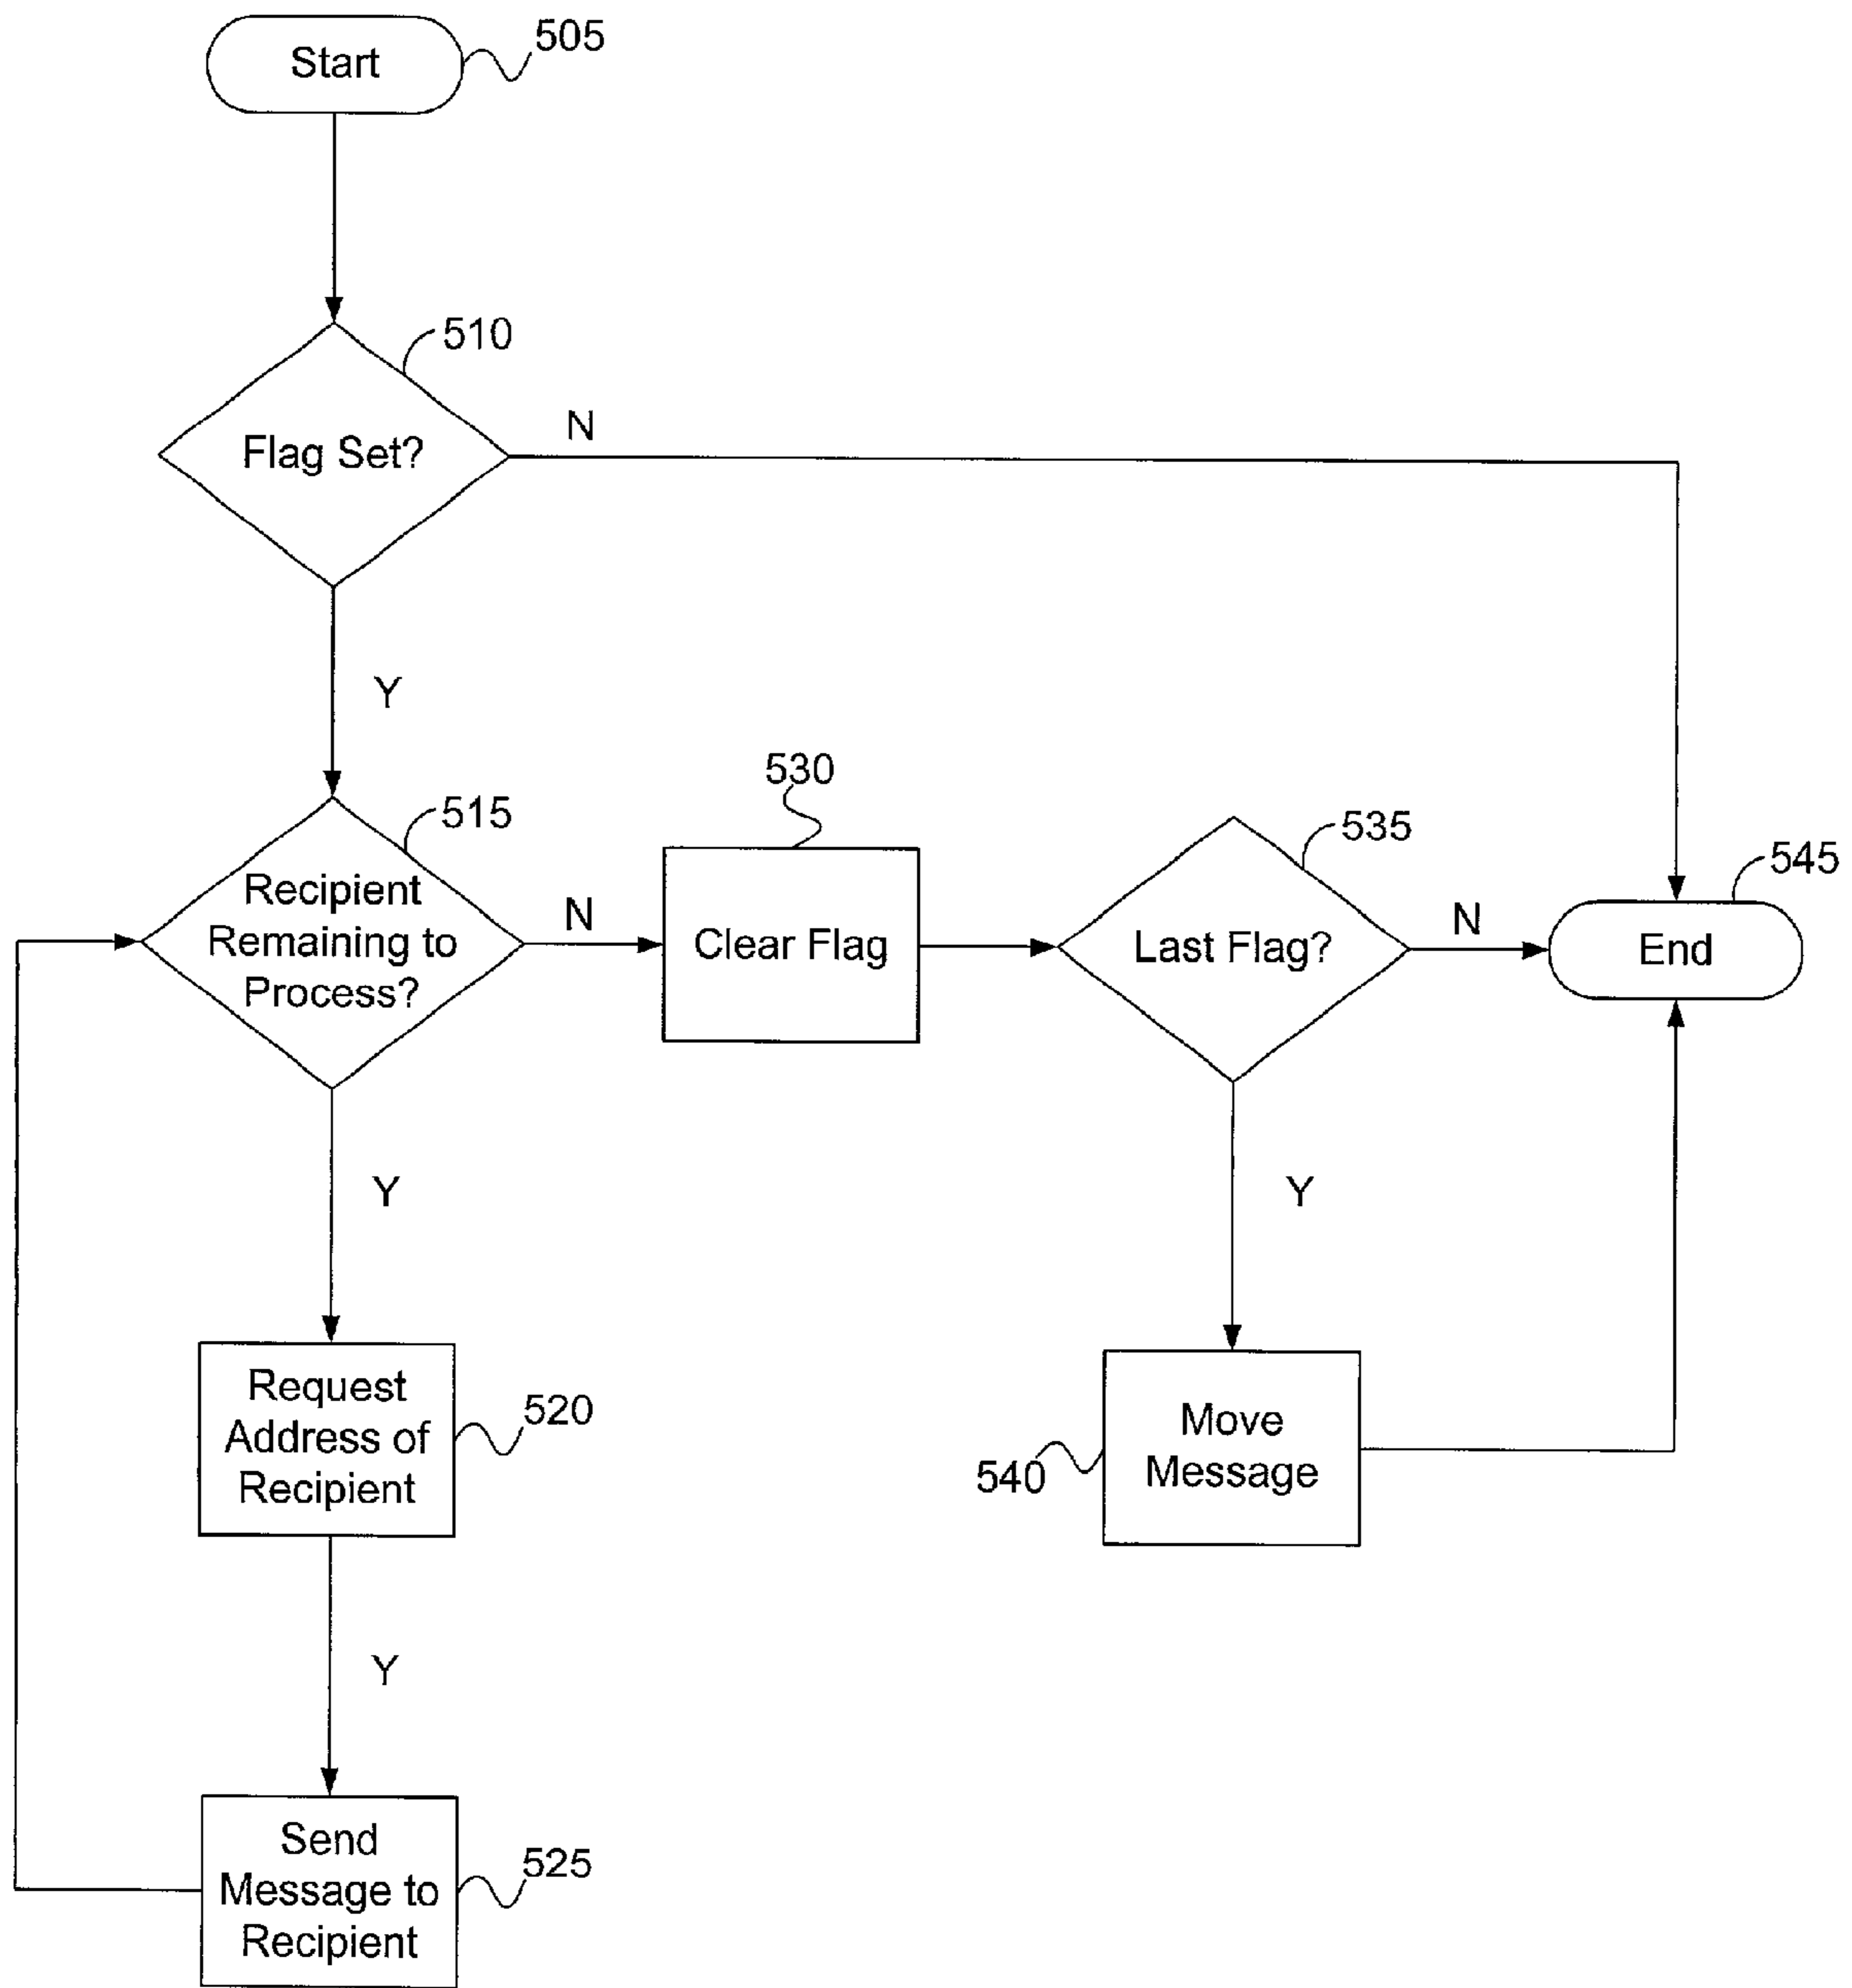 Start
505
510
Flag Set?
N
Y
515
Recipient
Remaining to
Process?
N
530
Clear Flag
535
Last Flag?
N
545
End
Y
Y
Request
Address of
Recipient
520
540
Move
Message
Y
Send
Message to
Recipient
525